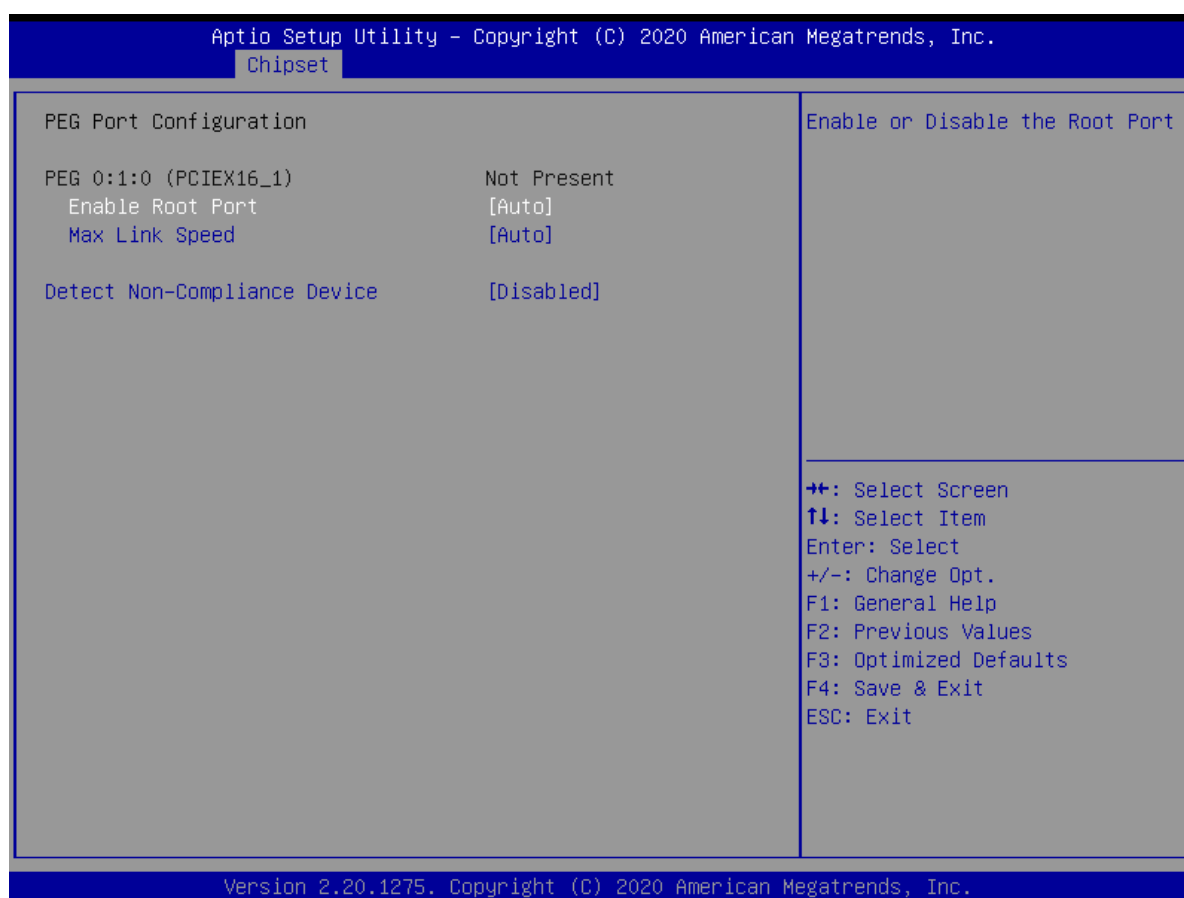 Aptio Setup Utility – Copyright (C) 2020 American Megatrends, Inc.
Chipset
PEG Port Configuration
PEG 0:1:0 (PCIEX16_1) Not Present
Enable Root Port [Auto]
Max Link Speed [Auto]
Detect Non-Compliance Device [Disabled]
Enable or Disable the Root Port
→←: Select Screen
↑↓: Select Item
Enter: Select
+/-: Change Opt.
F1: General Help
F2: Previous Values
F3: Optimized Defaults
F4: Save & Exit
ESC: Exit
Version 2.20.1275. Copyright (C) 2020 American Megatrends, Inc.